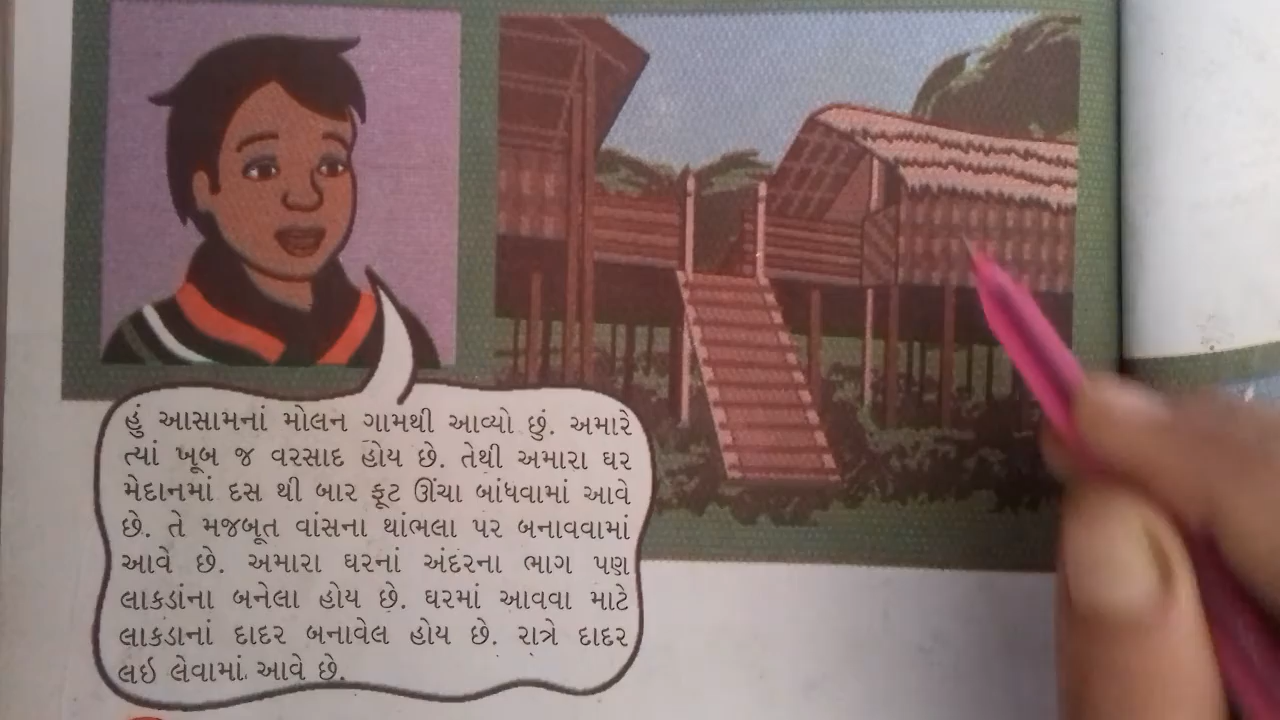 હું આસામનાં મોલન ગામથી આવ્યો છું. અમારે
ત્યાં ખૂબ જ વરસાદ હોય છે. તેથી અમારા ઘર
મેદાનમાં દસ થી બાર ફૂટ ઊંચા બાંધવામાં આવે
છે. તે મજબૂત વાંસના થાંભલા પર બનાવવામાં
આવે છે. અમારા ઘરનાં અંદરના ભાગ પણ
લાકડાંના બનેલા હોય છે. ઘરમાં આવવા માટે
લાકડાનાં દાદર બનાવેલ હોય છે. રાત્રે દાદર
લઇ લેવામાં આવે છે.